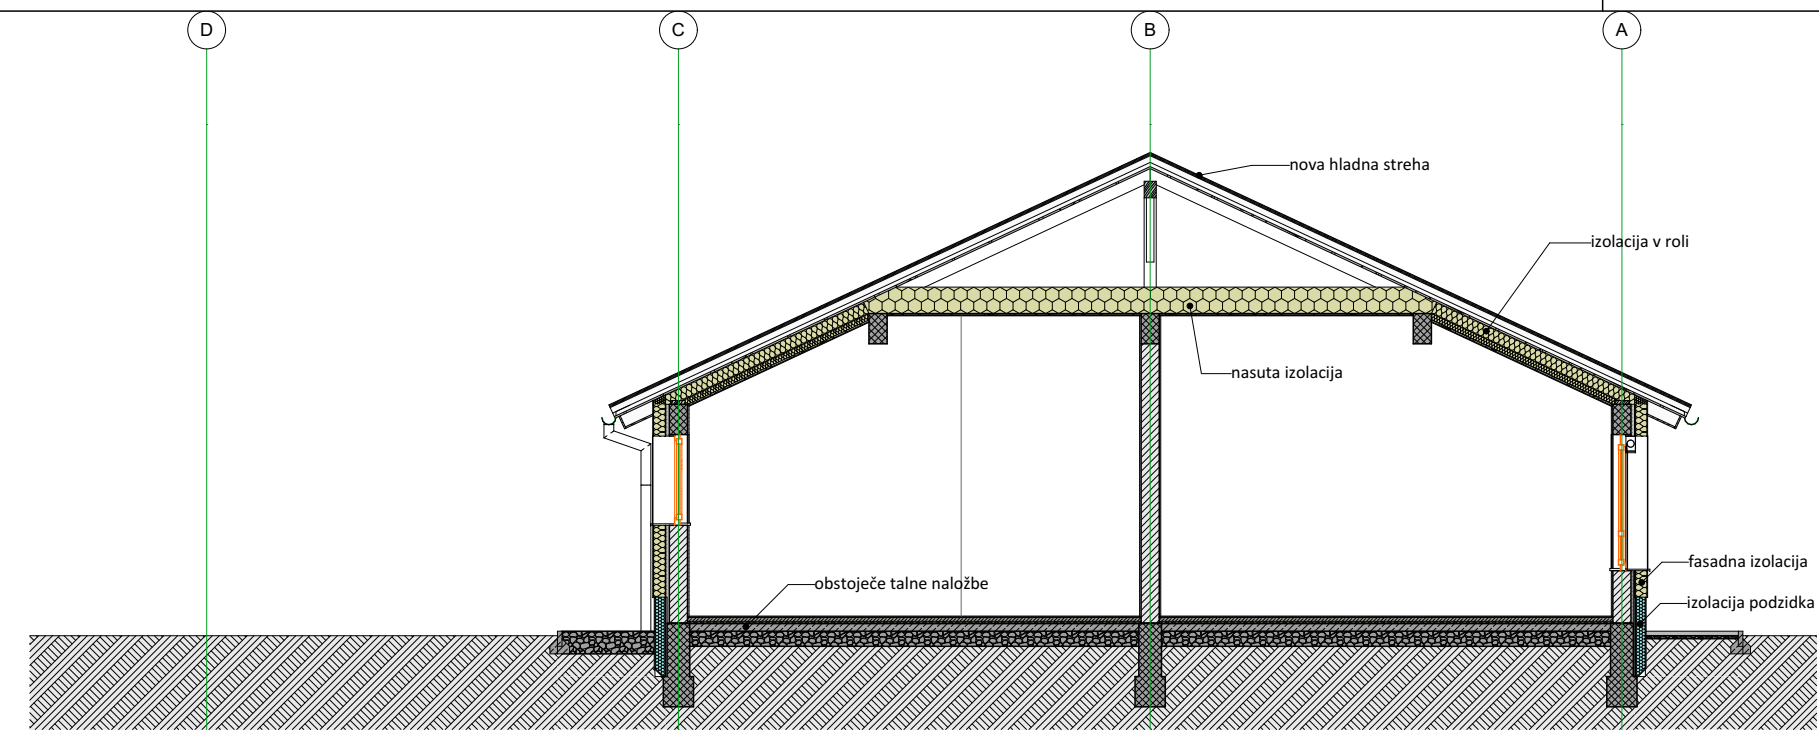 D
C
B
A
nova hladna streha
izolacija v roli
nasuta izolacija
fasadna izolacija
obstoječe talne naložbe
izolacija podzidka